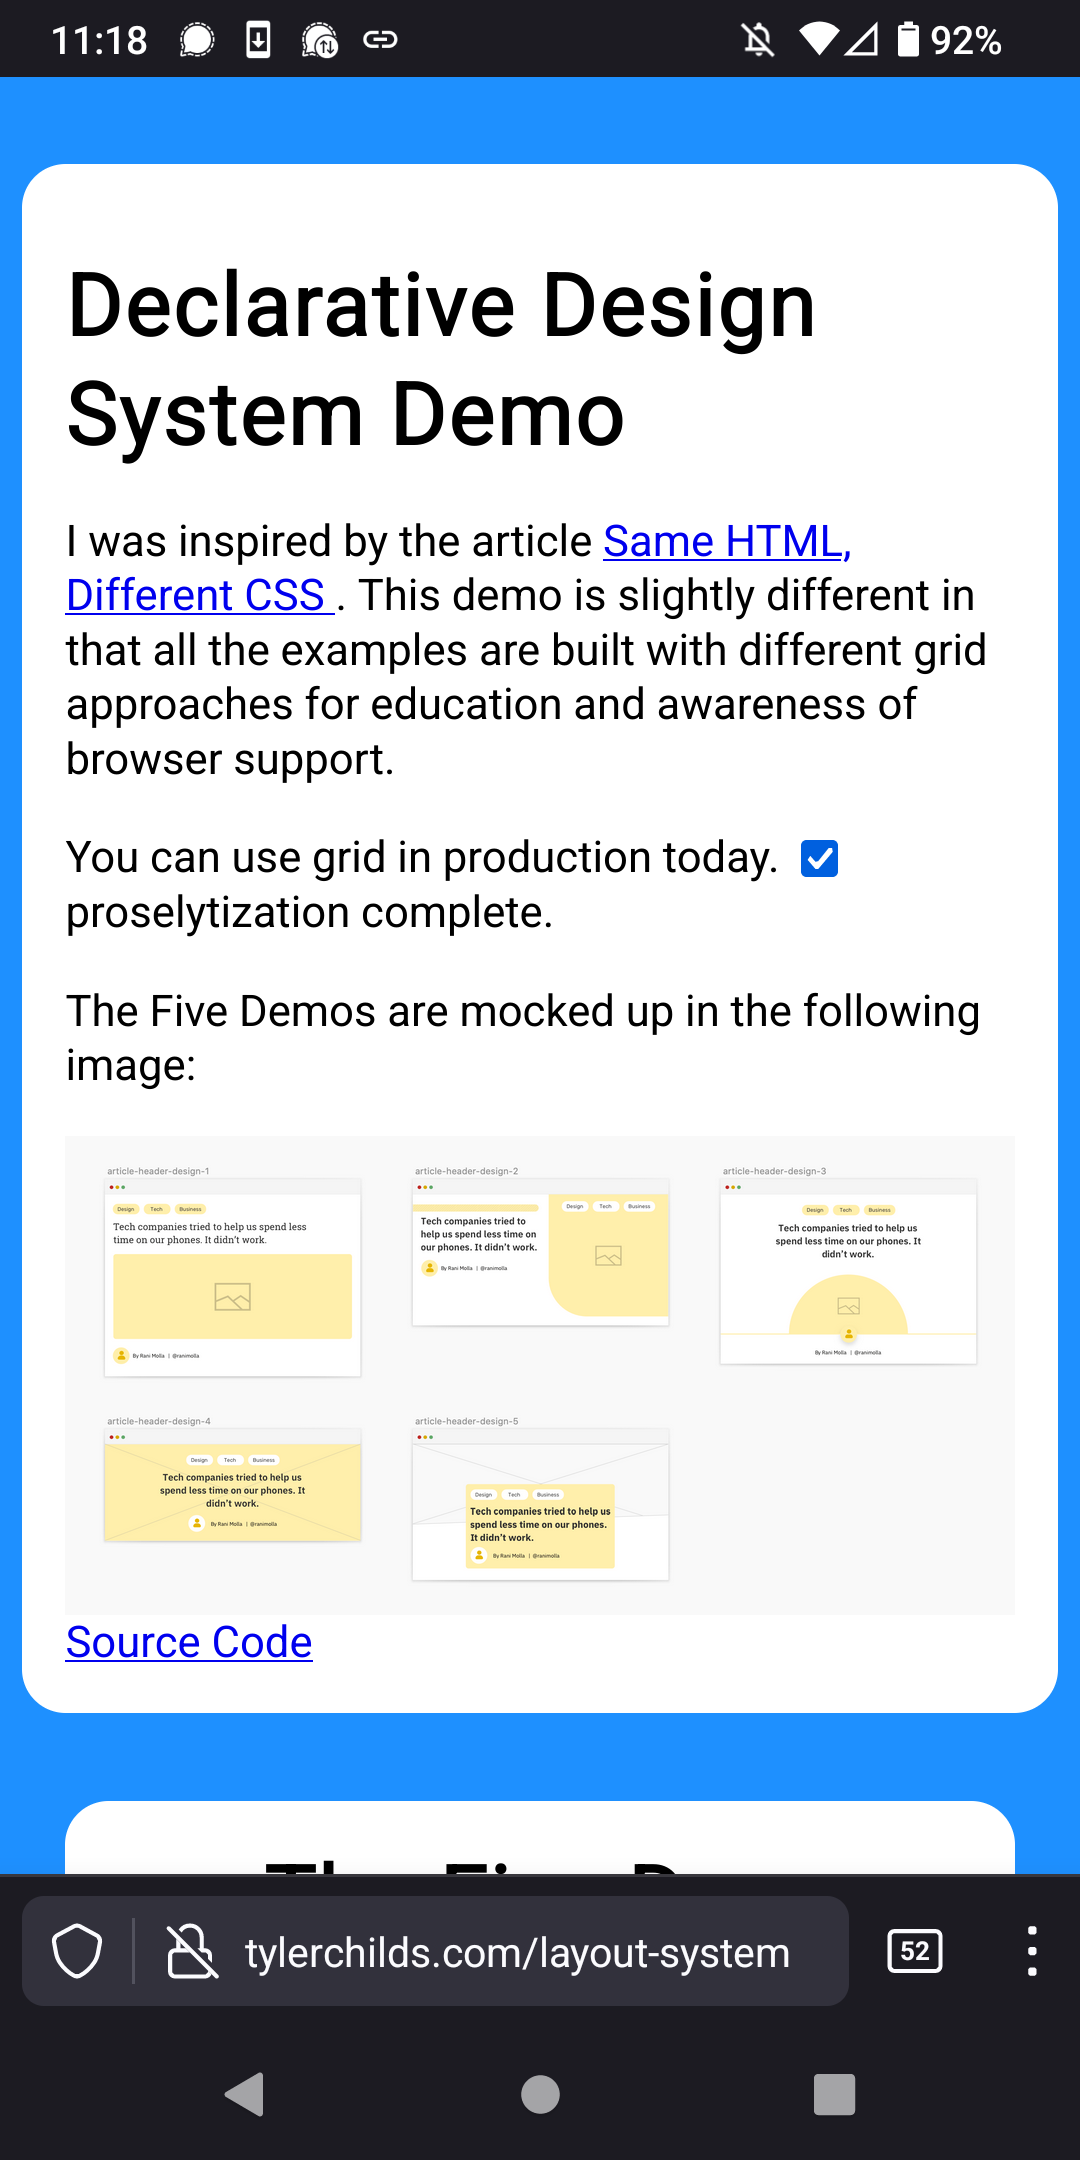 11:18
92%
Declarative Design
System Demo
I was inspired by the article Same HTML,
Different CSS . This demo is slightly different in
that all the examples are built with different grid
approaches for education and awareness of
browser support.
You can use grid in production today.
proselytization complete.
The Five Demos are mocked up in the following
image:
article-header-design-1
Design Tech Business
Tech companies tried to help us spend less
time on our phones. It didn't work.
By Rani Molla | @ranimolla
article-header-design-2
Design Tech Business
Tech companies tried to
help us spend less time on
our phones. It didn't work.
By Rani Molla | @ranimolla
article-header-design-3
Design Tech Business
Tech companies tried to help us
spend less time on our phones. It
didn't work.
By Rani Molla | @ranimolla
article-header-design-4
Design Tech Business
Tech companies tried to help us
spend less time on our phones. It
didn't work.
By Rani Molla | @ranimolla
article-header-design-5
Design Tech Business
Tech companies tried to help us
spend less time on our phones.
It didn't work.
By Rani Molla | @ranimolla
Source Code
tylerchilds.com/layout-system
52